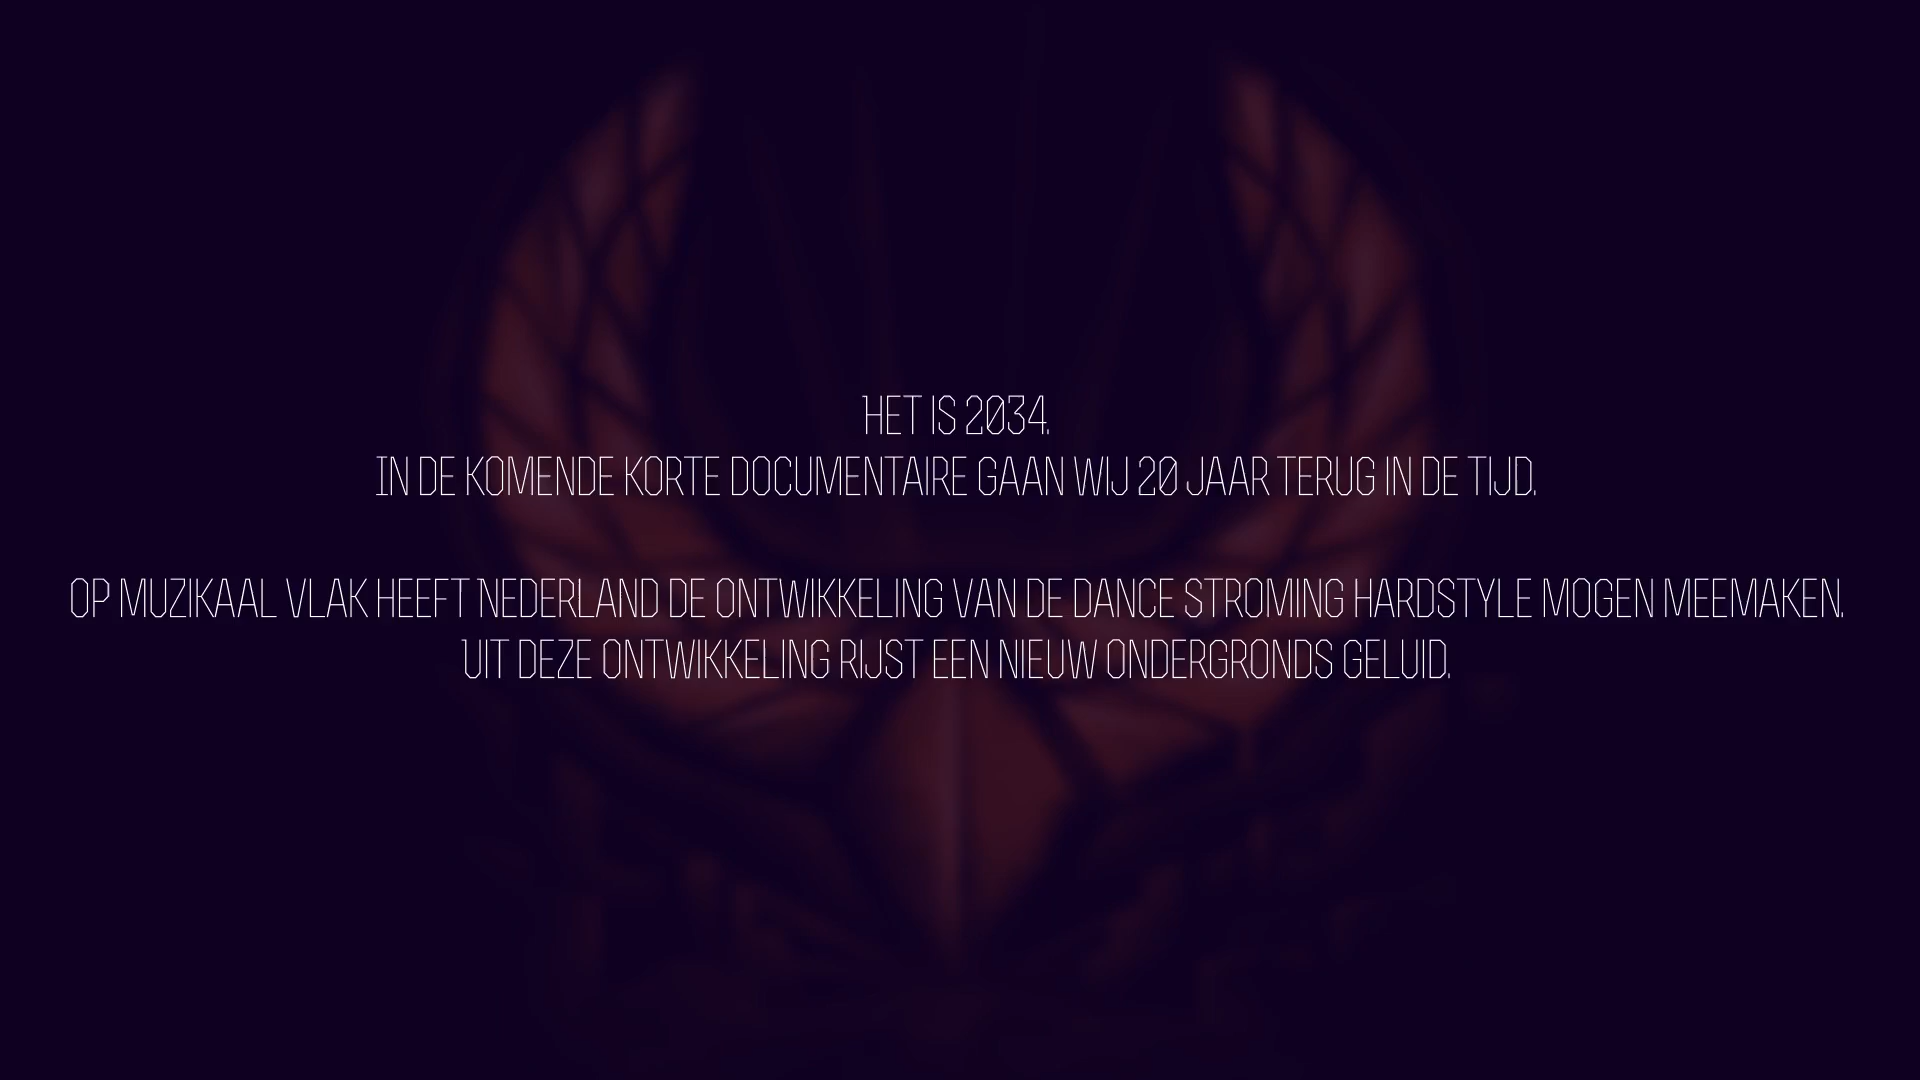 HET IS 2034.
IN DE KOMENDE KORTE DOCUMENTAIRE GAAN WIJ 20 JAAR TERUG IN DE TIJD.
OP MUZIKAAL VLAK HEEFT NEDERLAND DE ONTWIKKELING VAN DE DANCE STROMING HARDSTYLE MOGEN MEEMAKEN.
UIT DEZE ONTWIKKELING RIJST EEN NIEUW ONDERGRONDS GELUID.